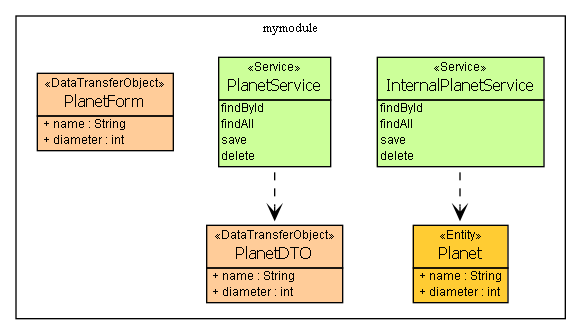 mymodule
«DataTransferObject»
PlanetForm
+ name : String
+ diameter : int
«Service»
PlanetService
findById
findAll
save
delete
«Service»
InternalPlanetService
findById
findAll
save
delete
«DataTransferObject»
PlanetDTO
+ name : String
+ diameter : int
«Entity»
Planet
+ name : String
+ diameter : int